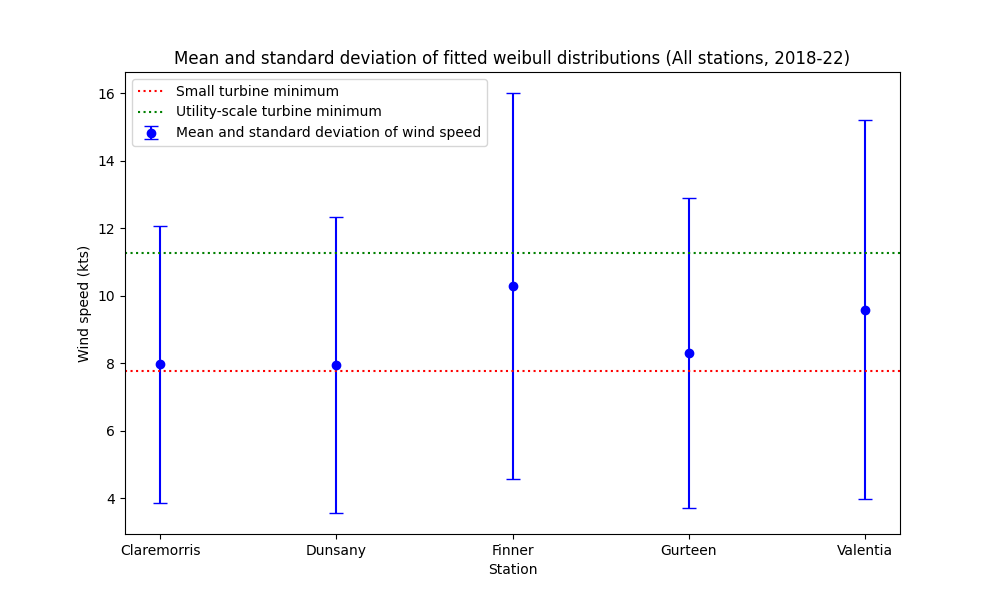 Mean and standard deviation of fitted weibull distributions (All stations, 2018-22)
Small turbine minimum
Utility-scale turbine minimum
Mean and standard deviation of wind speed
Wind speed (kts)
16
14
12
10
8
6
4
Claremorris
Dunsany
Finner
Gurteen
Valentia
Station